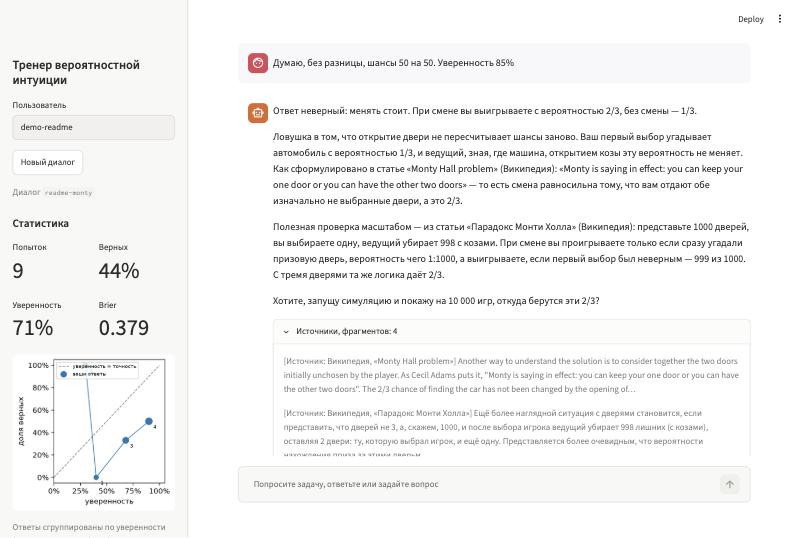 Deploy
Тренер вероятностной
интуиции
Пользователь
demo-readme
Новый диалог
Диалог readme-monty
Статистика
Попыток
Верных
9
44%
Уверенность
Brier
71%
0.379
100%
80%
60%
40%
20%
0%
доля верных
уверенность = точность
ваши ответы
4
3
1
0%
25%
50%
75%
100%
уверенность
Ответы сгруппированы по уверенности
Думаю, без разницы, шансы 50 на 50. Уверенность 85%
Ответ неверный: менять стоит. При смене вы выигрываете с вероятностью 2/3, без смены — 1/3.
Ловушка в том, что открытие двери не пересчитывает шансы заново. Ваш первый выбор угадывает
автомобиль с вероятностью 1/3, и ведущий, зная, где машина, открытием козы эту вероятность не меняет.
Как сформулировано в статье «Monty Hall problem» (Википедия): «Monty is saying in effect: you can keep your
one door or you can have the other two doors» — то есть смена равносильна тому, что вам отдают обе
изначально не выбранные двери, а это 2/3.
Полезная проверка масштабом — из статьи «Парадокс Монти Холла» (Википедия): представьте 1000 дверей,
вы выбираете одну, ведущий убирает 998 с козами. При смене вы проигрываете только если сразу угадали
призовую дверь, вероятность чего 1:1000, а выигрываете, если первый выбор был неверным — 999 из 1000.
С тремя дверями та же логика даёт 2/3.
Хотите, запущу симуляцию и покажу на 10 000 игр, откуда берутся эти 2/3?
Источники, фрагментов: 4
[Источник: Википедия, «Monty Hall problem»] Another way to understand the solution is to consider together the two doors
initially unchosen by the player. As Cecil Adams puts it, "Monty is saying in effect: you can keep your one door or you can have
the other two doors". The 2/3 chance of finding the car has not been changed by the opening of…
[Источник: Википедия, «Парадокс Монти Холла»] Ещё более наглядной ситуация с дверями становится, если
представить, что дверей не 3, а, скажем, 1000, и после выбора игрока ведущий убирает 998 лишних (с козами),
оставляя 2 двери: ту, которую выбрал игрок, и ещё одну. Представляется более очевидным, что вероятности
нахождения приза за этими дверьм
Попросите задачу, ответьте или задайте вопрос